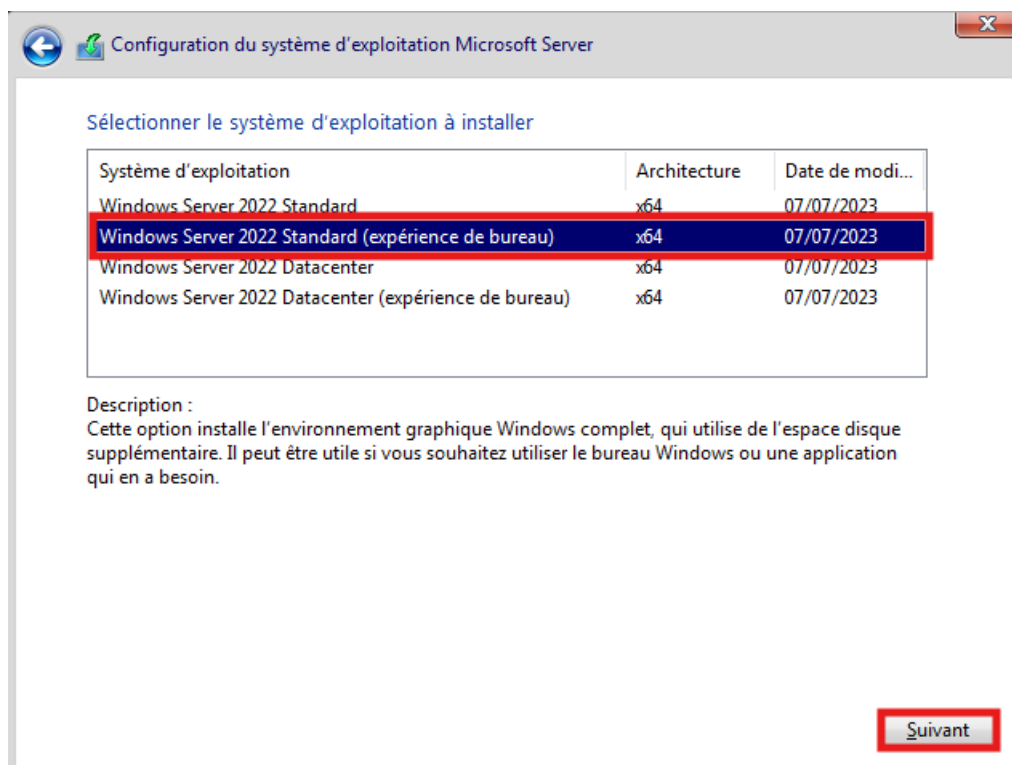 Configuration du système d’exploitation Microsoft Server
Sélectionner le système d’exploitation à installer
Système d’exploitation Architecture Date de modi...
Windows Server 2022 Standard x64 07/07/2023
Windows Server 2022 Standard (expérience de bureau) x64 07/07/2023
Windows Server 2022 Datacenter x64 07/07/2023
Windows Server 2022 Datacenter (expérience de bureau) x64 07/07/2023
Description :
Cette option installe l’environnement graphique Windows complet, qui utilise de l’espace disque
supplémentaire. Il peut être utile si vous souhaitez utiliser le bureau Windows ou une application
qui en a besoin.
Suivant